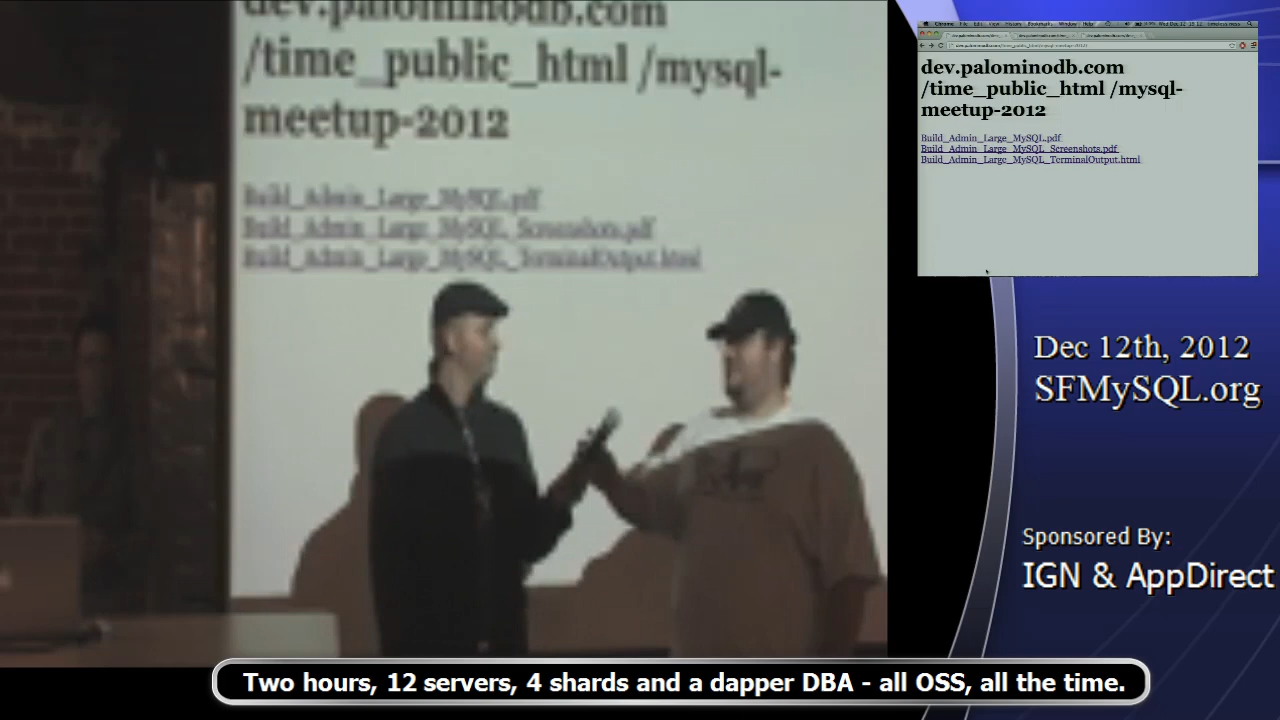 dev.palominodb.com
/time_public_html /mysql-
meetup-2012
Build_Admin_Large_MySQL.pdf
Build_Admin_Large_MySQL_Screenshots.pdf
Build_Admin_Large_MySQL_TerminalOutput.html
dev.palominodb.com
/time_public_html /mysql-
meetup-2012
Build_Admin_Large_MySQL.pdf
Build_Admin_Large_MySQL_Screenshots.pdf
Build_Admin_Large_MySQL_TerminalOutput.html
Dec 12th, 2012
SFMySQL.org
Sponsored By:
IGN & AppDirect
Two hours, 12 servers, 4 shards and a dapper DBA - all OSS, all the time.